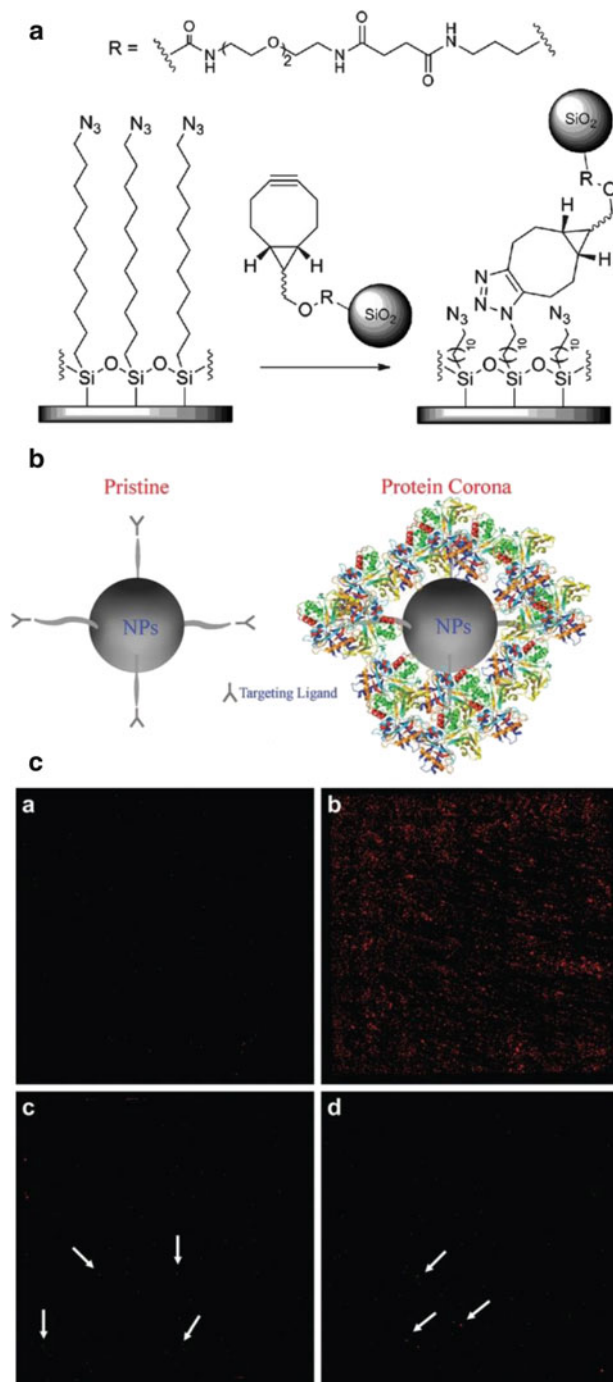 a
R =
O
N
H
O
2
H
N
O
O
H
N
N3 N3 N3
SiO2
R
O
H
H
N
N
N
N3
N3
10
10
10
H
H
O
R
SiO2
Si O Si O Si
Si O Si O Si
b
Pristine
Protein Corona
NPs
NPs
Targeting Ligand
c
a
b
c
d